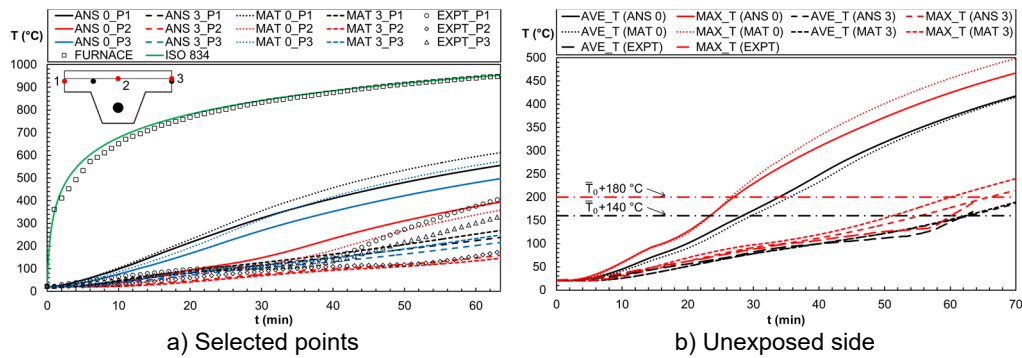 T (°C)
ANS 0_P1 ANS 3_P1 MAT 0_P1 MAT 3_P1 EXPT_P1
ANS 0_P2 ANS 3_P2 MAT 0_P2 MAT 3_P2 EXPT_P2
ANS 0_P3 ANS 3_P3 MAT 0_P3 MAT 3_P3 EXPT_P3
FURNACE ISO 834
1000
900
800
700
600
500
400
300
200
100
0
1 2 3
0 10 20 30 40 50 60
t (min)
a) Selected points
T (°C)
AVE_T (ANS 0) MAX_T (ANS 0) AVE_T (ANS 3) MAX_T (ANS 3)
AVE_T (MAT 0) MAX_T (MAT 0) AVE_T (MAT 3) MAX_T (MAT 3)
AVE_T (EXPT) MAX_T (EXPT)
500
450
400
350
300
250
200
150
100
50
0
T̅₀+180 °C
T̅₀+140 °C
0 10 20 30 40 50 60 70
t (min)
b) Unexposed side